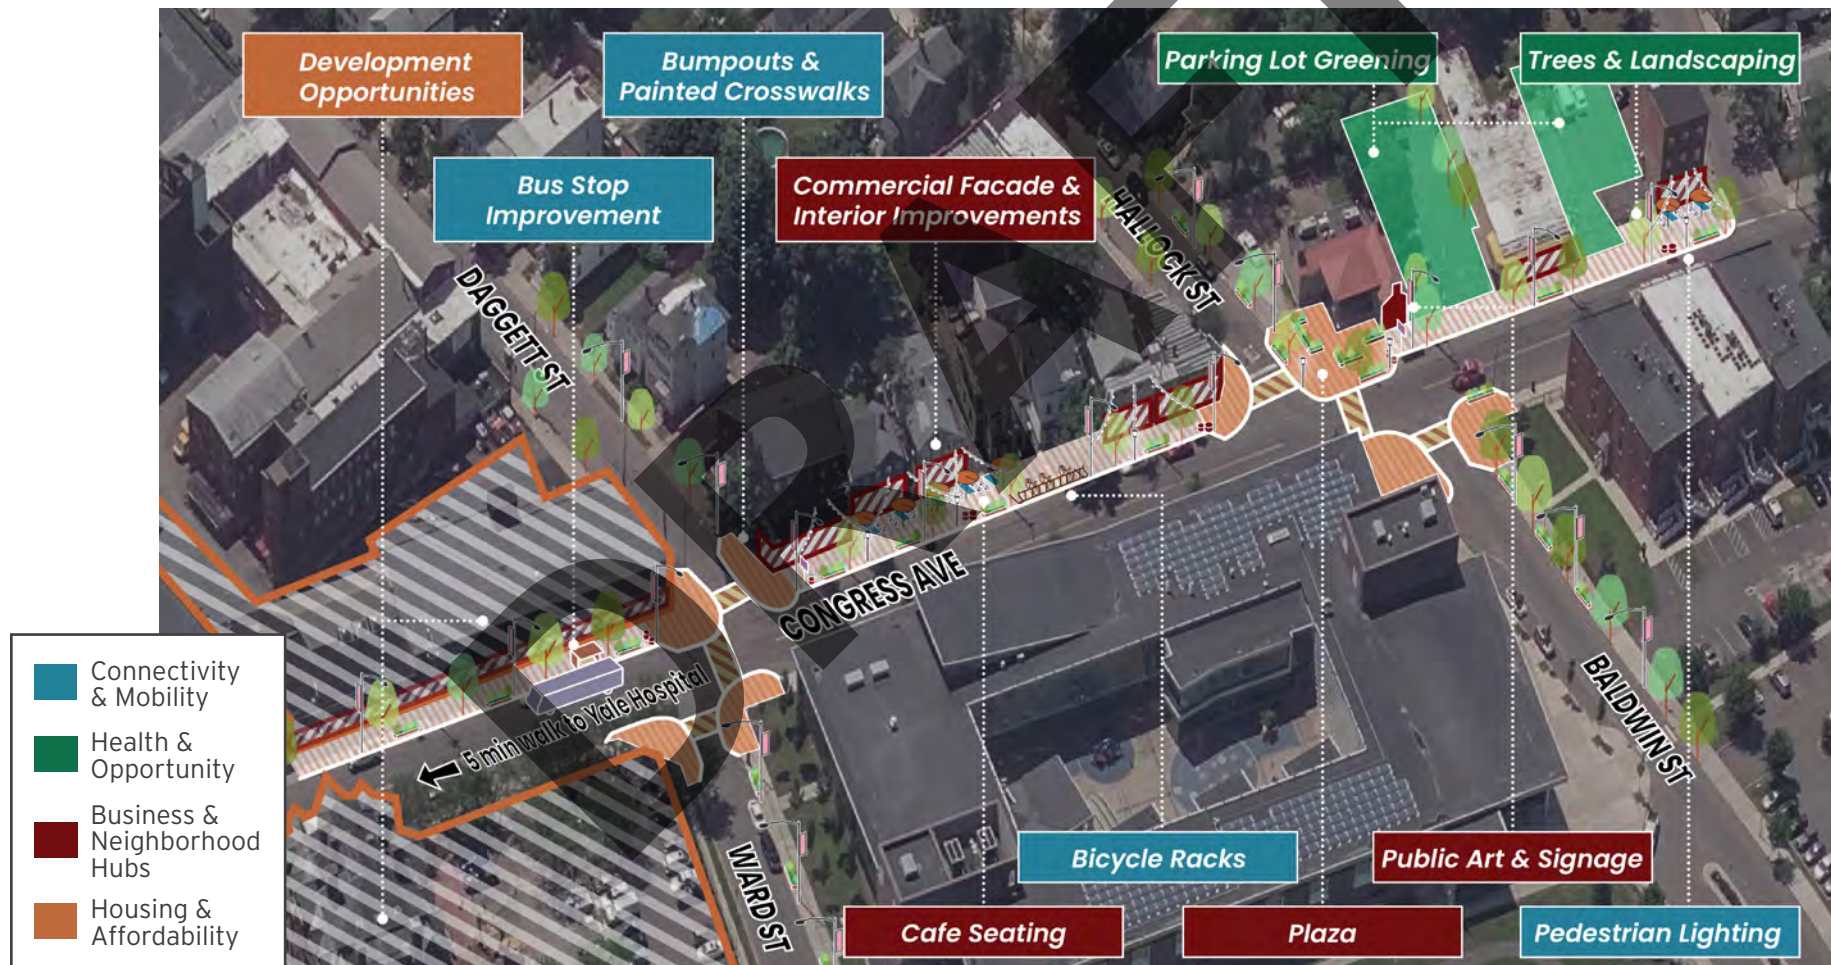 Development
Opportunities
Bumpouts &
Painted Crosswalks
Parking Lot Greening
Trees & Landscaping
Bus Stop
Improvement
Commercial Facade &
Interior Improvements
HALLOCK ST
DAGGETT ST
CONGRESS AVE
5 min walk to Yale Hospital
BALDWIN ST
WARD ST
Connectivity
& Mobility
Health &
Opportunity
Business &
Neighborhood
Hubs
Housing &
Affordability
Bicycle Racks
Public Art & Signage
Cafe Seating
Plaza
Pedestrian Lighting
DRAFT